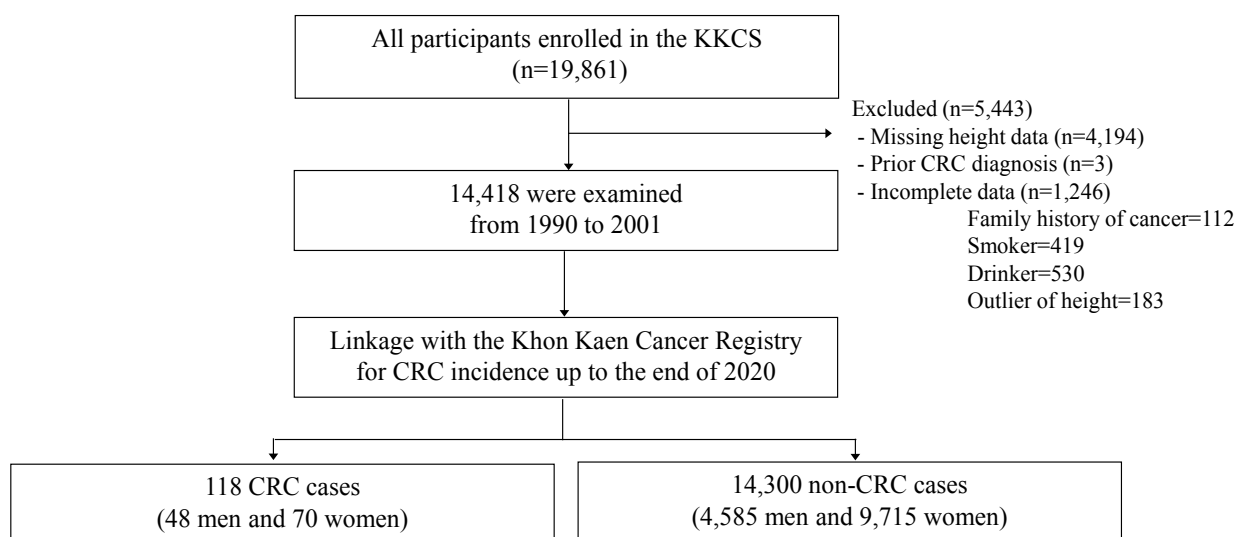 All participants enrolled in the KKCS
(n=19,861)
Excluded (n=5,443)
- Missing height data (n=4,194)
- Prior CRC diagnosis (n=3)
- Incomplete data (n=1,246)
Family history of cancer=112
Smoker=419
Drinker=530
Outlier of height=183
14,418 were examined
from 1990 to 2001
Linkage with the Khon Kaen Cancer Registry
for CRC incidence up to the end of 2020
118 CRC cases
(48 men and 70 women)
14,300 non-CRC cases
(4,585 men and 9,715 women)